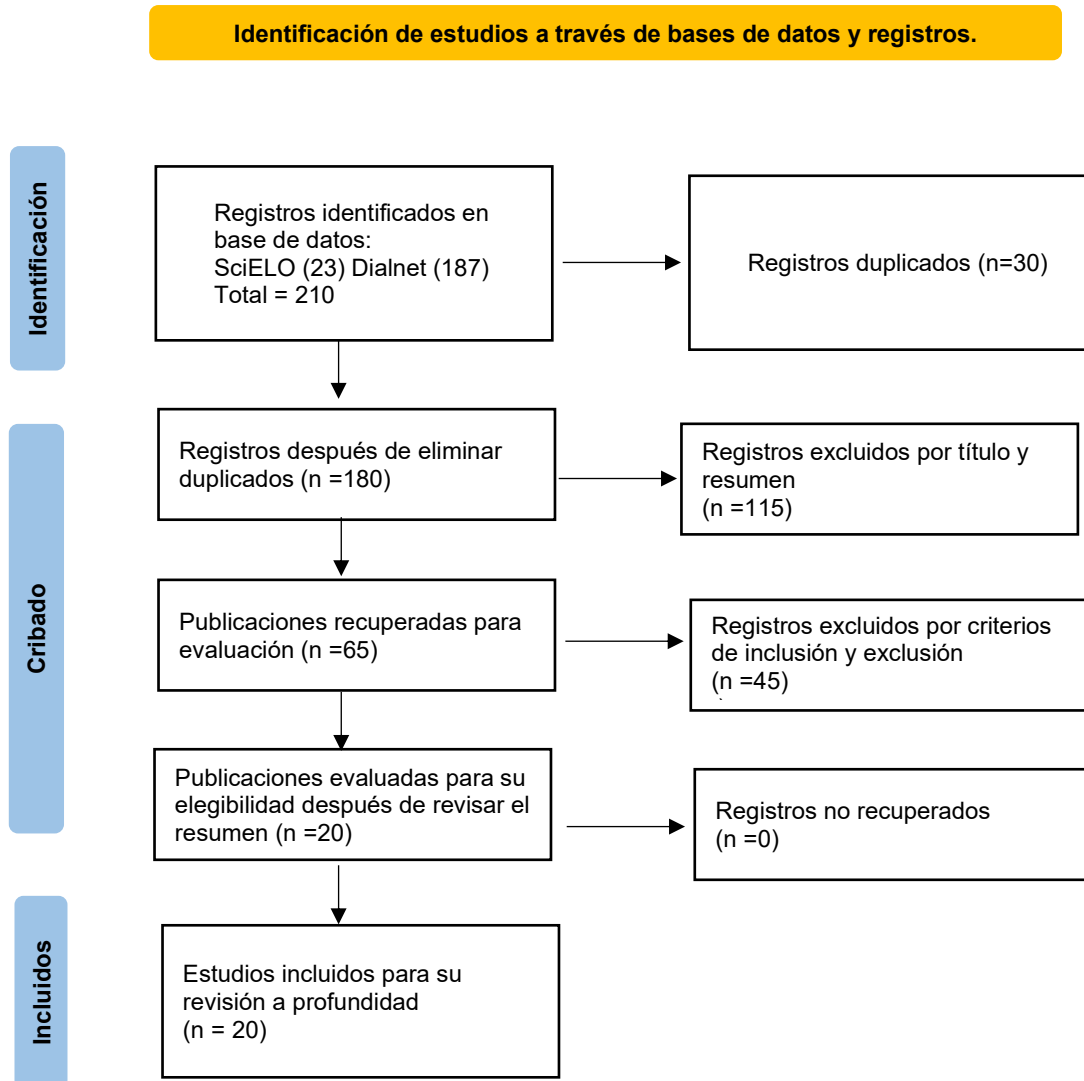 Identificación de estudios a través de bases de datos y registros.
Identificación
Registros identificados en
base de datos:
SciELO (23) Dialnet (187)
Total = 210
Registros duplicados (n=30)
Cribado
Registros después de eliminar
duplicados (n =180)
Registros excluidos por título y
resumen
(n =115)
Publicaciones recuperadas para
evaluación (n =65)
Registros excluidos por criterios
de inclusión y exclusión
(n =45)
Publicaciones evaluadas para su
elegibilidad después de revisar el
resumen (n =20)
Registros no recuperados
(n =0)
Incluidos
Estudios incluidos para su
revisión a profundidad
(n = 20)